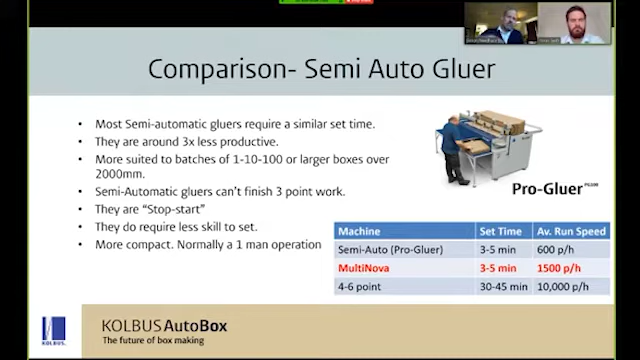 Comparison- Semi Auto Gluer
• Most Semi-automatic gluers require a similar set time.
• They are around 3x less productive.
• More suited to batches of 1-10-100 or larger boxes over
2000mm.
• Semi-Automatic gluers can't finish 3 point work.
• They are "Stop-start"
• They do require less skill to set.
• More compact. Normally a 1 man operation
Pro-Gluer
Machine Set Time Av. Run Speed
Semi-Auto (Pro-Gluer) 3-5 min 600 p/h
MultiNova 3-5 min 1500 p/h
4-6 point 30-45 min 10,000 p/h
KOLBUS.
KOLBUS AutoBox
The future of box making